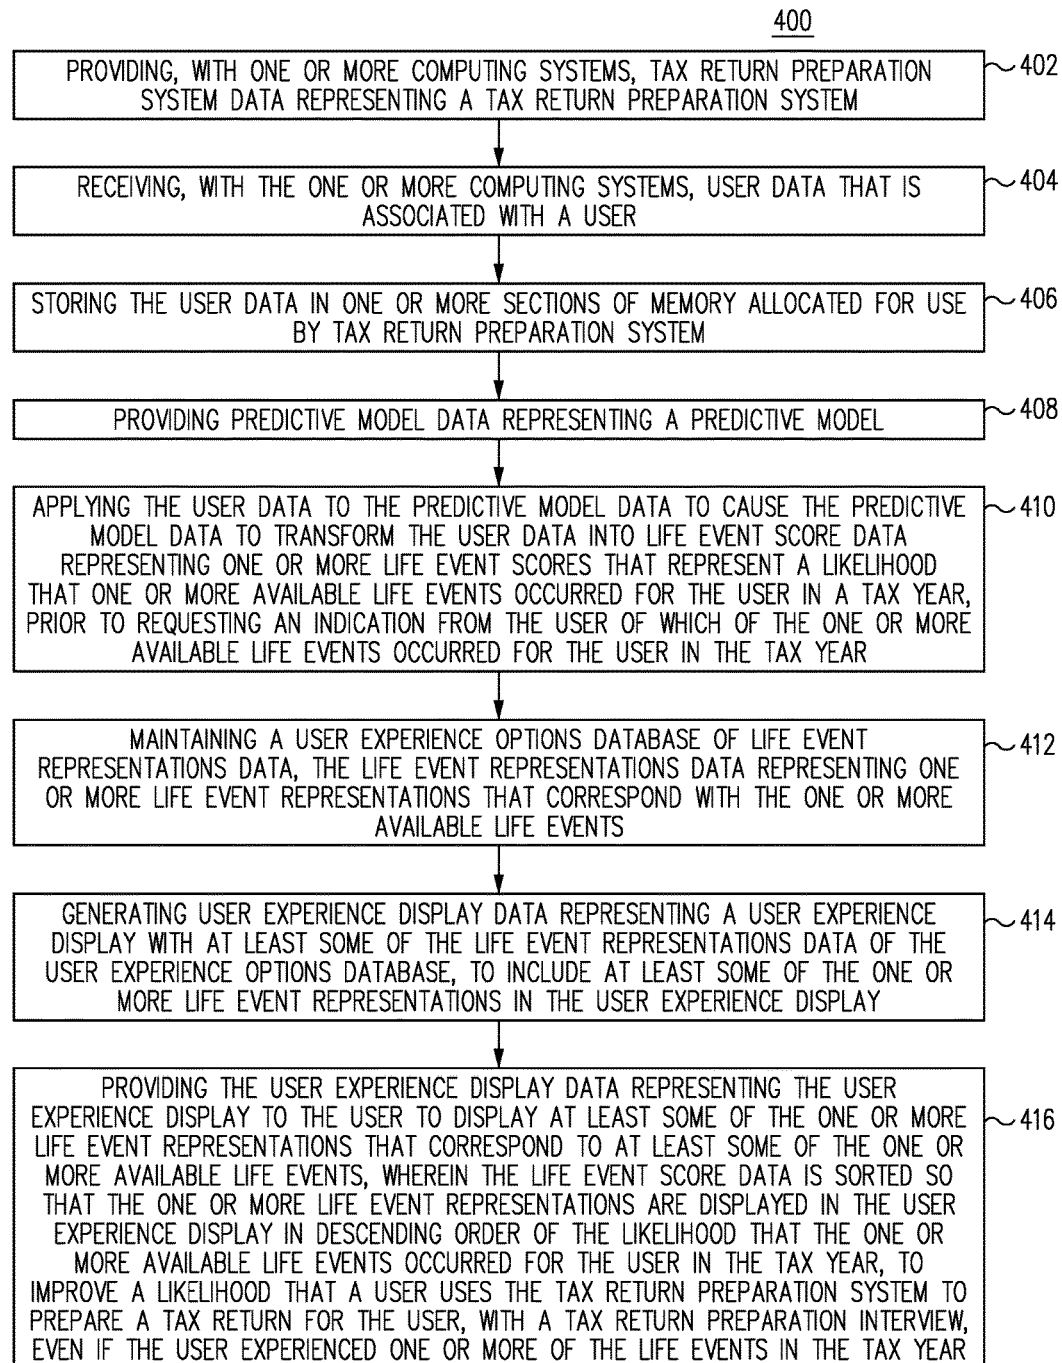 400
PROVIDING, WITH ONE OR MORE COMPUTING SYSTEMS, TAX RETURN PREPARATION
SYSTEM DATA REPRESENTING A TAX RETURN PREPARATION SYSTEM
402
RECEIVING, WITH THE ONE OR MORE COMPUTING SYSTEMS, USER DATA THAT IS
ASSOCIATED WITH A USER
404
STORING THE USER DATA IN ONE OR MORE SECTIONS OF MEMORY ALLOCATED FOR USE
BY TAX RETURN PREPARATION SYSTEM
406
PROVIDING PREDICTIVE MODEL DATA REPRESENTING A PREDICTIVE MODEL
408
APPLYING THE USER DATA TO THE PREDICTIVE MODEL DATA TO CAUSE THE PREDICTIVE
MODEL DATA TO TRANSFORM THE USER DATA INTO LIFE EVENT SCORE DATA
REPRESENTING ONE OR MORE LIFE EVENT SCORES THAT REPRESENT A LIKELIHOOD
THAT ONE OR MORE AVAILABLE LIFE EVENTS OCCURRED FOR THE USER IN A TAX YEAR,
PRIOR TO REQUESTING AN INDICATION FROM THE USER OF WHICH OF THE ONE OR MORE
AVAILABLE LIFE EVENTS OCCURRED FOR THE USER IN THE TAX YEAR
410
MAINTAINING A USER EXPERIENCE OPTIONS DATABASE OF LIFE EVENT
REPRESENTATIONS DATA, THE LIFE EVENT REPRESENTATIONS DATA REPRESENTING ONE
OR MORE LIFE EVENT REPRESENTATIONS THAT CORRESPOND WITH THE ONE OR MORE
AVAILABLE LIFE EVENTS
412
GENERATING USER EXPERIENCE DISPLAY DATA REPRESENTING A USER EXPERIENCE
DISPLAY WITH AT LEAST SOME OF THE LIFE EVENT REPRESENTATIONS DATA OF THE
USER EXPERIENCE OPTIONS DATABASE, TO INCLUDE AT LEAST SOME OF THE ONE OR
MORE LIFE EVENT REPRESENTATIONS IN THE USER EXPERIENCE DISPLAY
414
PROVIDING THE USER EXPERIENCE DISPLAY DATA REPRESENTING THE USER
EXPERIENCE DISPLAY TO THE USER TO DISPLAY AT LEAST SOME OF THE ONE OR MORE
LIFE EVENT REPRESENTATIONS THAT CORRESPOND TO AT LEAST SOME OF THE ONE OR
MORE AVAILABLE LIFE EVENTS, WHEREIN THE LIFE EVENT SCORE DATA IS SORTED SO
THAT THE ONE OR MORE LIFE EVENT REPRESENTATIONS ARE DISPLAYED IN THE USER
EXPERIENCE DISPLAY IN DESCENDING ORDER OF THE LIKELIHOOD THAT THE ONE OR
MORE AVAILABLE LIFE EVENTS OCCURRED FOR THE USER IN THE TAX YEAR, TO
IMPROVE A LIKELIHOOD THAT A USER USES THE TAX RETURN PREPARATION SYSTEM TO
PREPARE A TAX RETURN FOR THE USER, WITH A TAX RETURN PREPARATION INTERVIEW,
EVEN IF THE USER EXPERIENCED ONE OR MORE OF THE LIFE EVENTS IN THE TAX YEAR
416